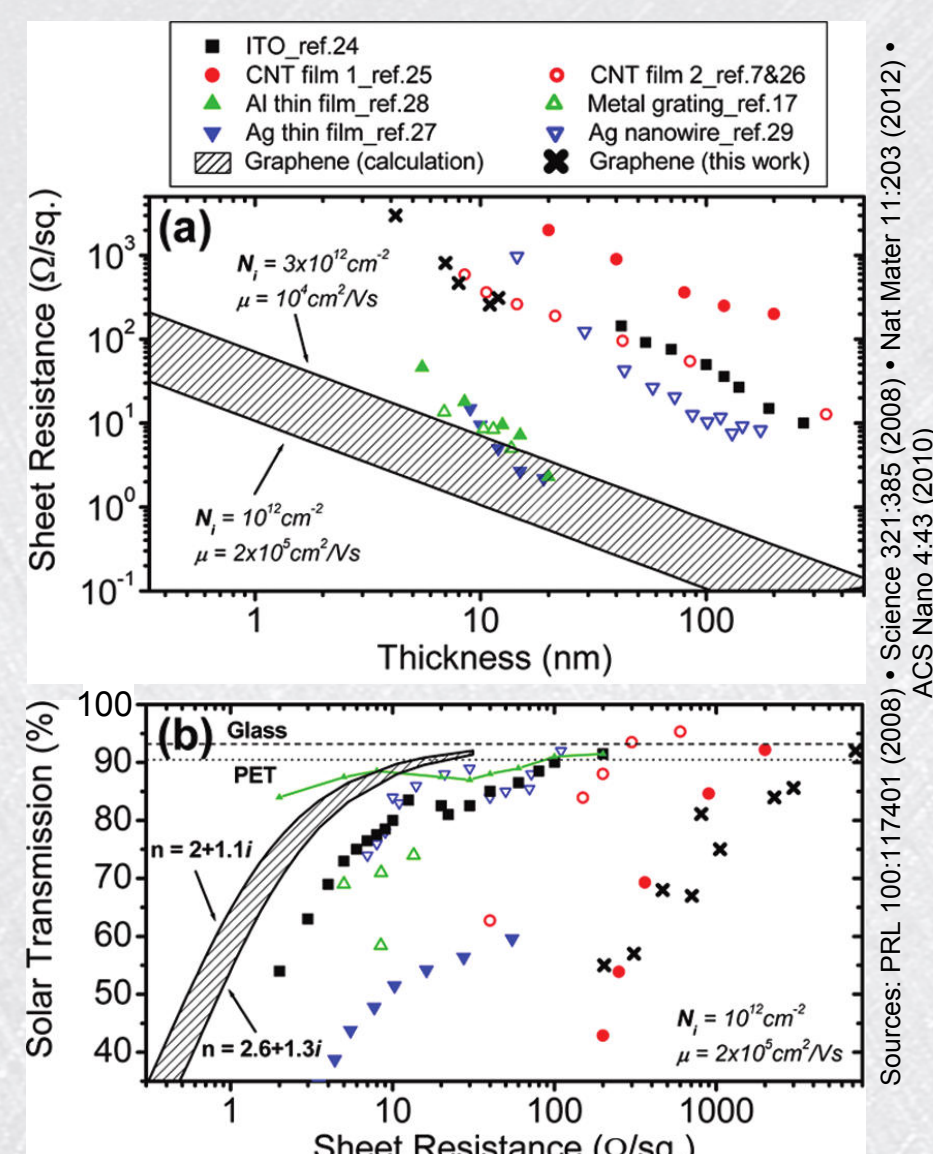 ITO_ref.24
CNT film 1_ref.25 CNT film 2_ref.7&26
Al thin film_ref.28 Metal grating_ref.17
Ag thin film_ref.27 Ag nanowire_ref.29
Graphene (calculation) Graphene (this work)
(a)
Sheet Resistance (Ω/sq.)
10³
10²
10¹
10⁰
10⁻¹
Nᵢ = 3x10¹²cm⁻²
μ = 10⁴cm²/Vs
Nᵢ = 10¹²cm⁻²
μ = 2x10⁵cm²/Vs
1 10 100
Thickness (nm)
(b)
Solar Transmission (%)
100
90
80
70
60
50
40
Glass
PET
n = 2+1.1i
n = 2.6+1.3i
Nᵢ = 10¹²cm⁻²
μ = 2x10⁵cm²/Vs
1 10 100 1000
Sheet Resistance (Ω/sq.)
Sources: PRL 100:117401 (2008) • Science 321:385 (2008) • Nat Mater 11:203 (2012) •
ACS Nano 4:43 (2010)